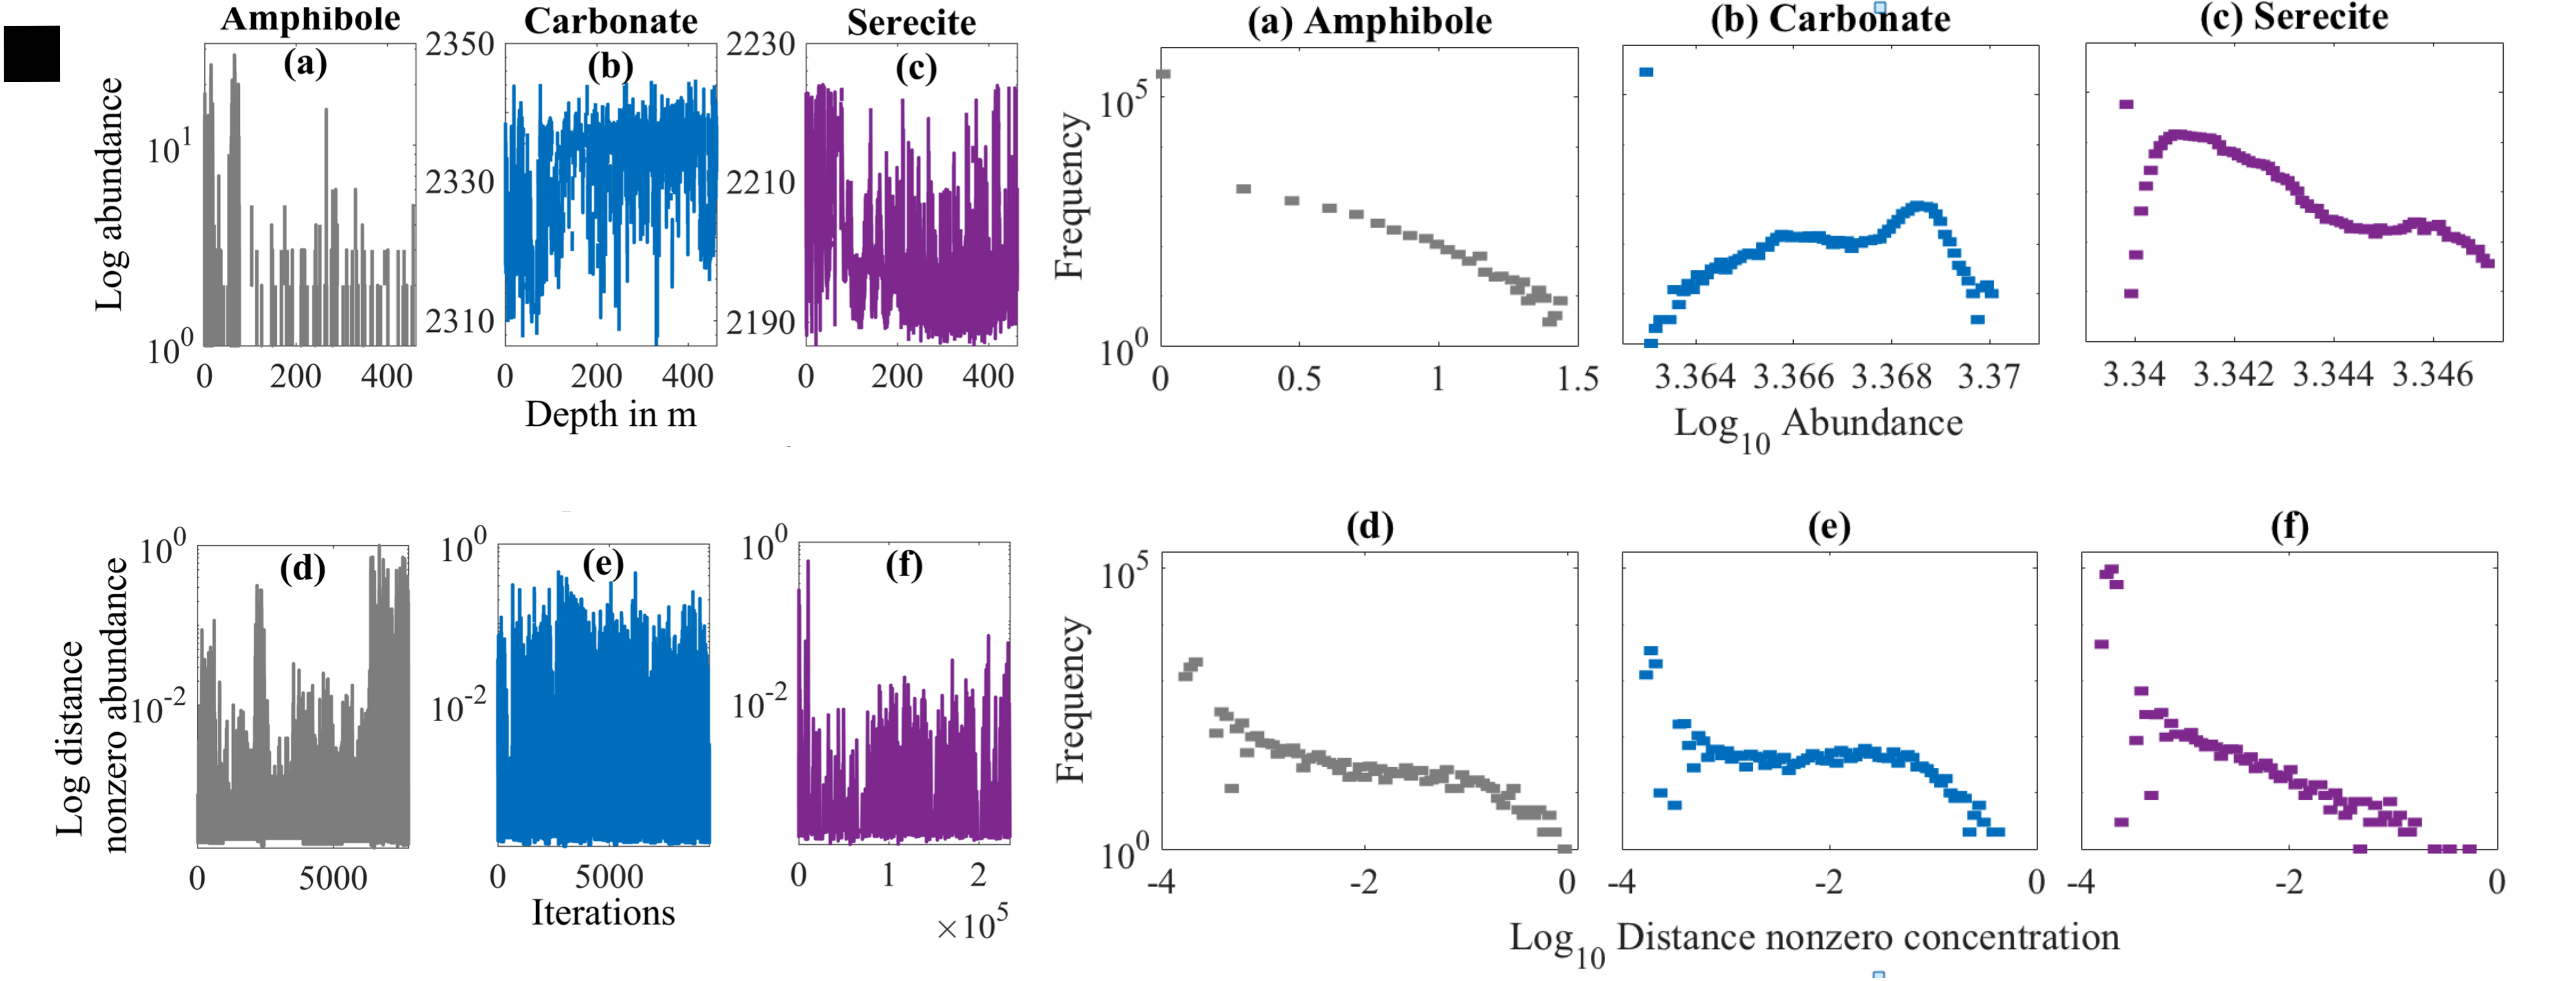 Amphibole Carbonate Serecite
(a) (b) (c)
Log abundance
10^1
10^0
2350
2330
2310
2230
2210
2190
0 200 400 0 200 400 0 200 400
Depth in m
(a) Amphibole (b) Carbonate (c) Serecite
Frequency
10^5
10^0
0 0.5 1 1.5 3.364 3.366 3.368 3.37 3.34 3.342 3.344 3.346
Log10 Abundance
(d) (e) (f)
Log distance
nonzero abundance
10^0
10^-2
10^0
10^-2
10^0
10^-2
0 5000 0 5000 0 1 2
×10^5
Iterations
(d) (e) (f)
Frequency
10^5
10^0
-4 -2 0 -4 -2 0 -4 -2 0
Log10 Distance nonzero concentration